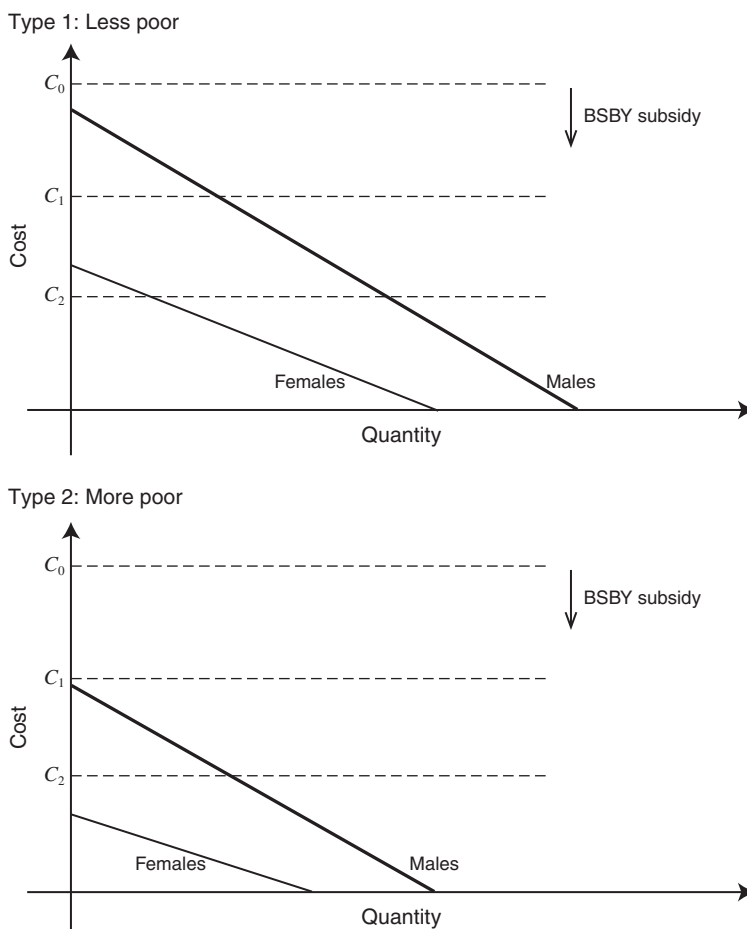 Type 1: Less poor
C₀
BSBY subsidy
C₁
Cost
C₂
Females
Males
Quantity
Type 2: More poor
C₀
BSBY subsidy
C₁
Cost
C₂
Females
Males
Quantity